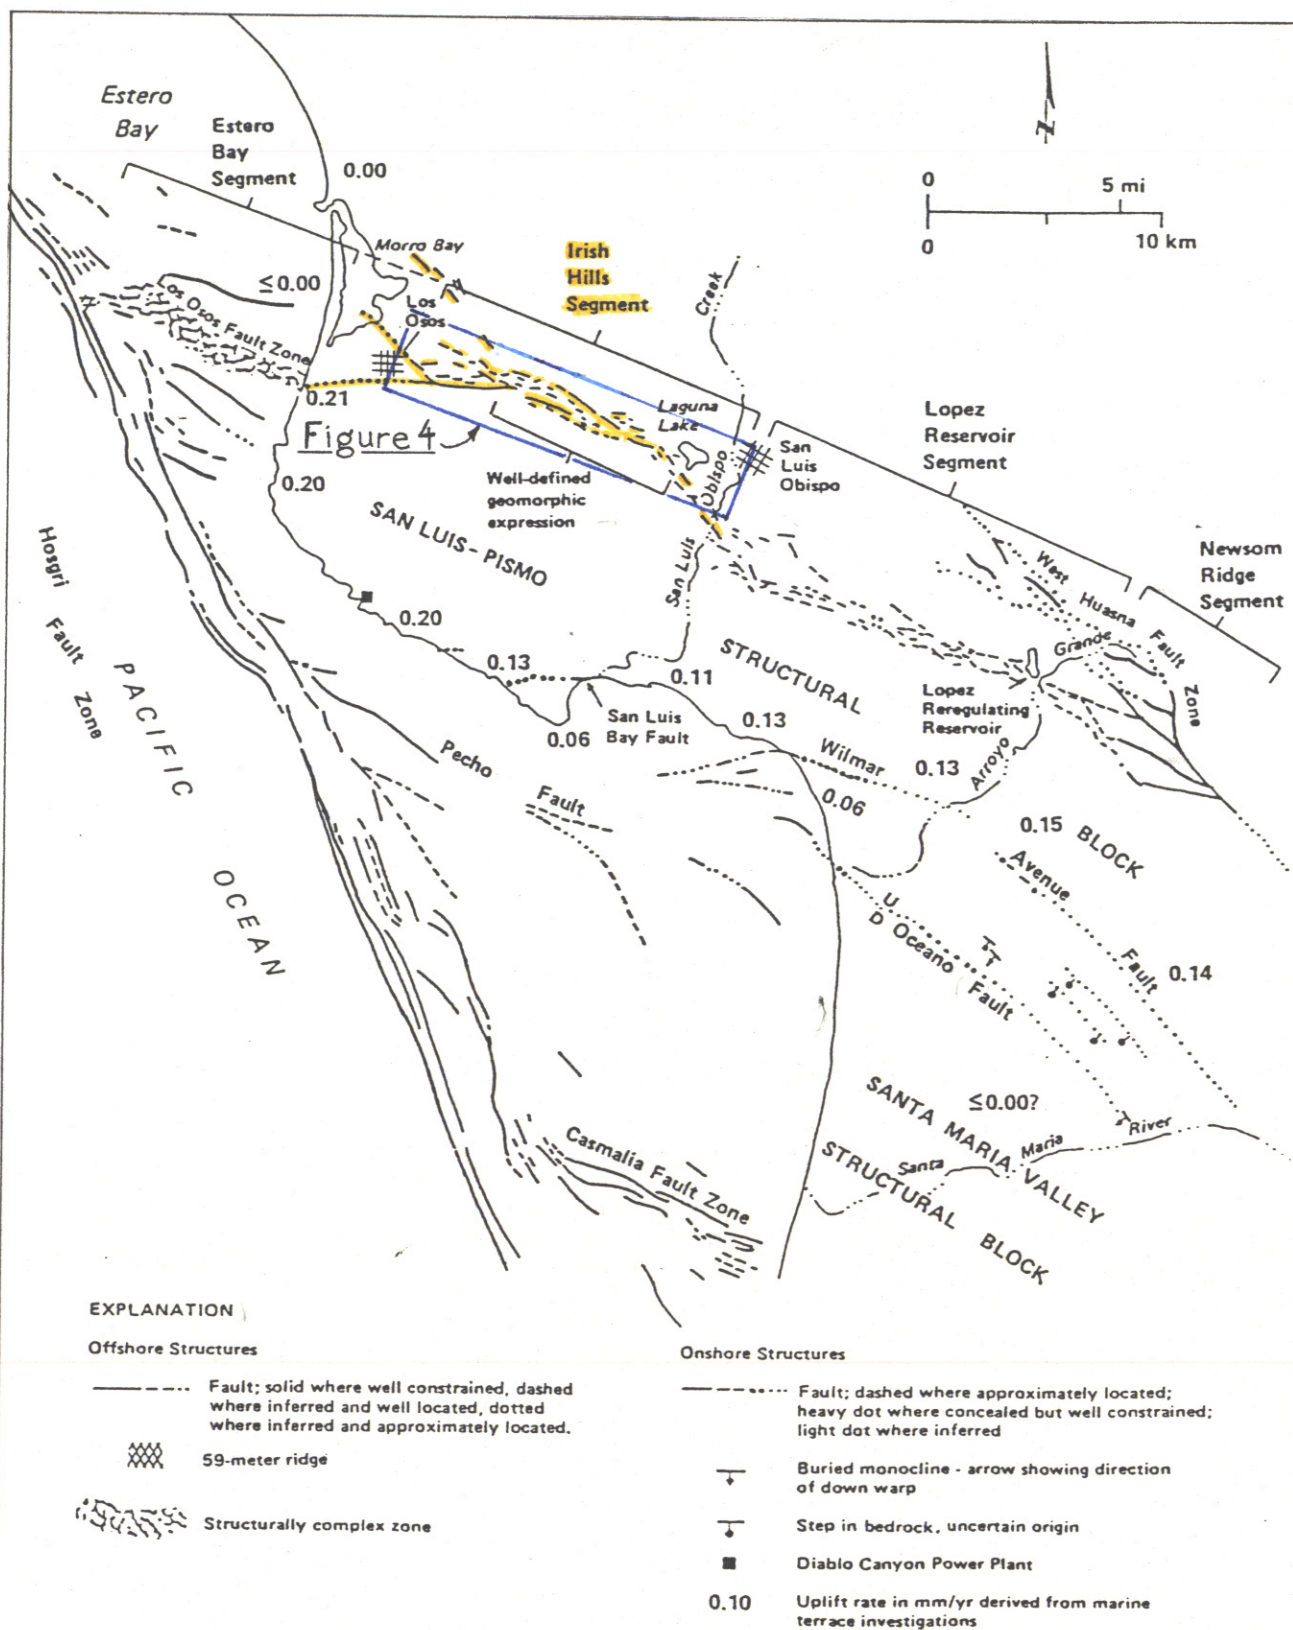 Estero
Bay
Estero
Bay
Segment
0.00
0
5 mi
0
10 km
Morro Bay
Irish
Hills
Segment
Creek
≤0.00
Los
Osos
Los Osos Fault Zone
0.21
Figure 4
Laguna
Lake
Obispo
San
Luis
Obispo
Lopez
Reservoir
Segment
Well-defined
geomorphic
expression
0.20
SAN LUIS-PISMO
San Luis
West
Huasna
Fault
Zone
Newsom
Ridge
Segment
Hosgri
Fault
Zone
0.20
0.13
0.11
STRUCTURAL
Grande
Lopez
Reregulating
Reservoir
PACIFIC
OCEAN
San Luis
Bay Fault
0.06
0.13
Pecho
Fault
Wilmar
0.13
Arroyo
0.06
0.15
BLOCK
Avenue
Fault
U
D
Oceano
Fault
0.14
≤0.00?
SANTA MARIA VALLEY
STRUCTURAL BLOCK
Santa
Maria
River
Casmalia Fault Zone
Z
EXPLANATION
Offshore Structures
Fault; solid where well constrained, dashed
where inferred and well located, dotted
where inferred and approximately located.
59-meter ridge
Structurally complex zone
Onshore Structures
Fault; dashed where approximately located;
heavy dot where concealed but well constrained;
light dot where inferred
Buried monocline - arrow showing direction
of down warp
Step in bedrock, uncertain origin
Diablo Canyon Power Plant
0.10
Uplift rate in mm/yr derived from marine
terrace investigations